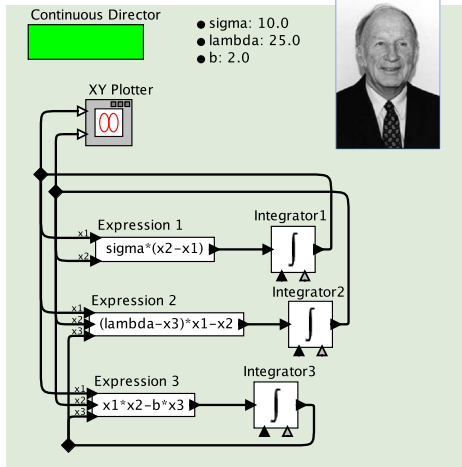 Continuous Director
sigma: 10.0
lambda: 25.0
b: 2.0
XY Plotter
Expression 1
x1
x2
sigma*(x2-x1)
Integrator1
∫
Expression 2
x1
x2
x3
(lambda-x3)*x1-x2
Integrator2
∫
Expression 3
x1
x2
x3
x1*x2-b*x3
Integrator3
∫